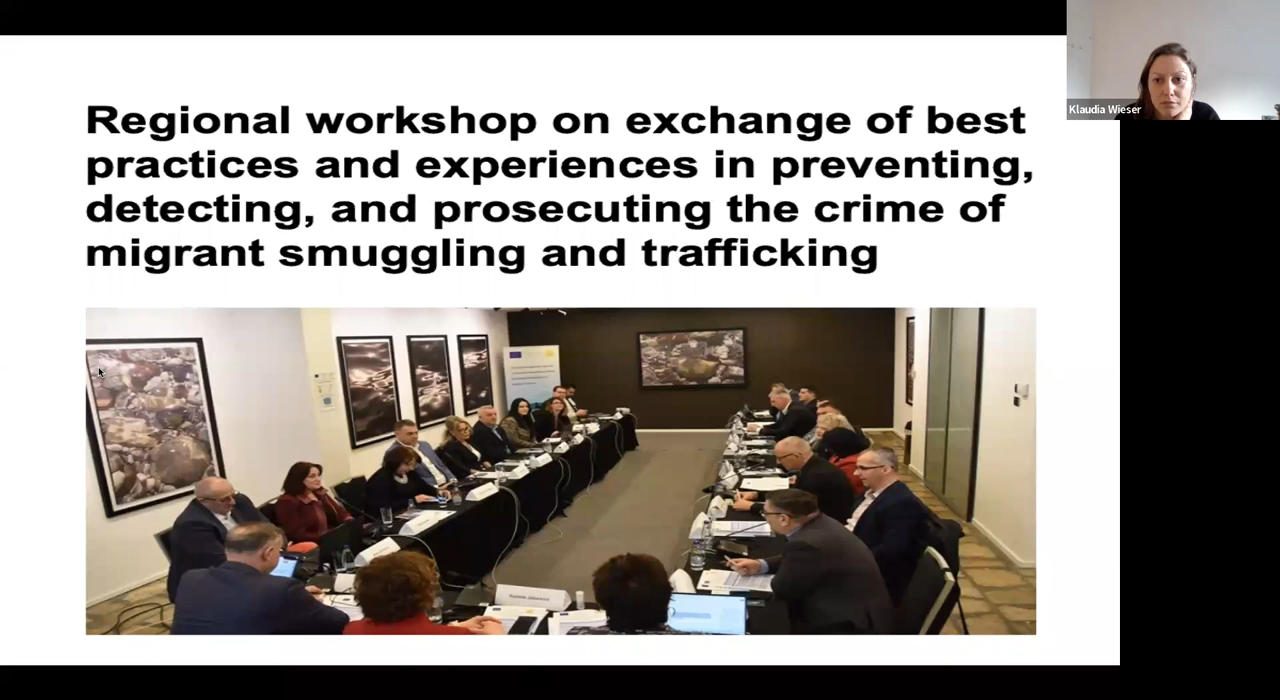 Regional workshop on exchange of best
practices and experiences in preventing,
detecting, and prosecuting the crime of
migrant smuggling and trafficking
Klaudia Wieser